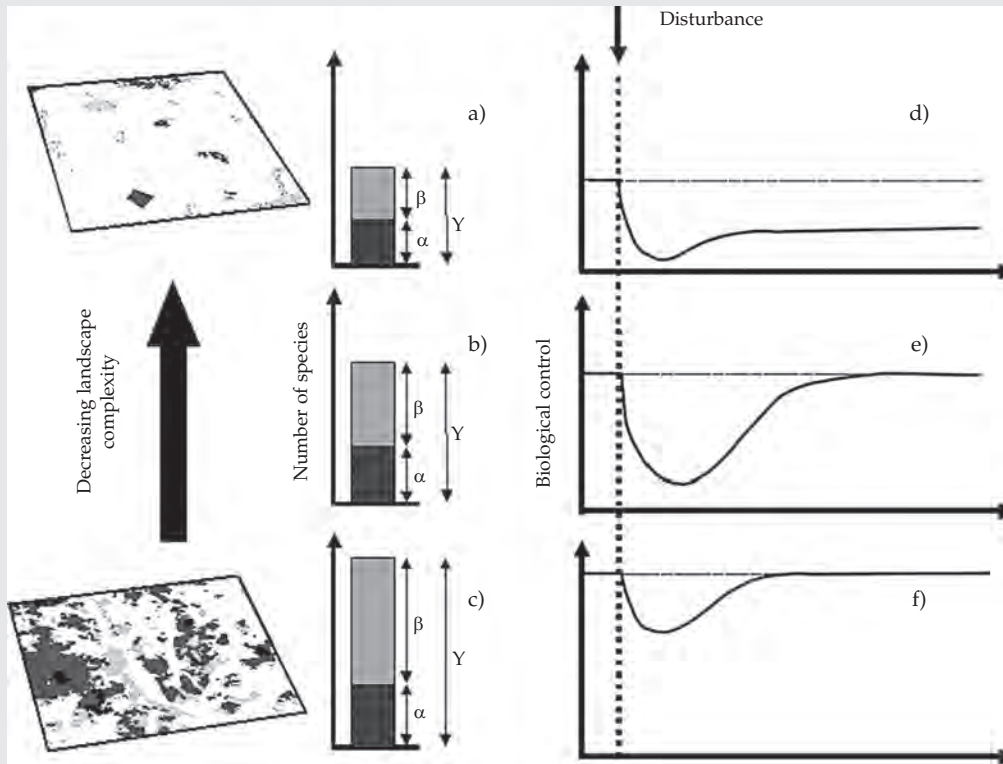 Disturbance
a)
β
α
Υ
d)
Decreasing landscape
complexity
Number of species
b)
β
α
Υ
Biological control
e)
c)
β
α
Υ
f)